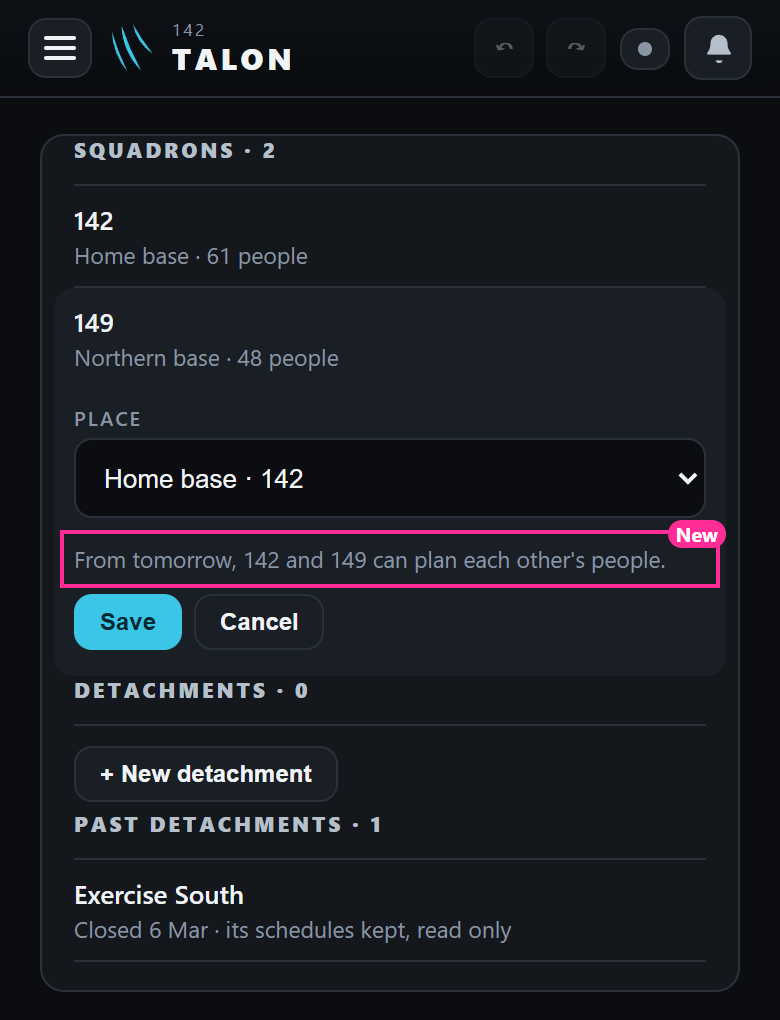 142
TALON
SQUADRONS · 2
142
Home base · 61 people
149
Northern base · 48 people
PLACE
Home base · 142
New
From tomorrow, 142 and 149 can plan each other's people.
Save
Cancel
DETACHMENTS · 0
+ New detachment
PAST DETACHMENTS · 1
Exercise South
Closed 6 Mar · its schedules kept, read only